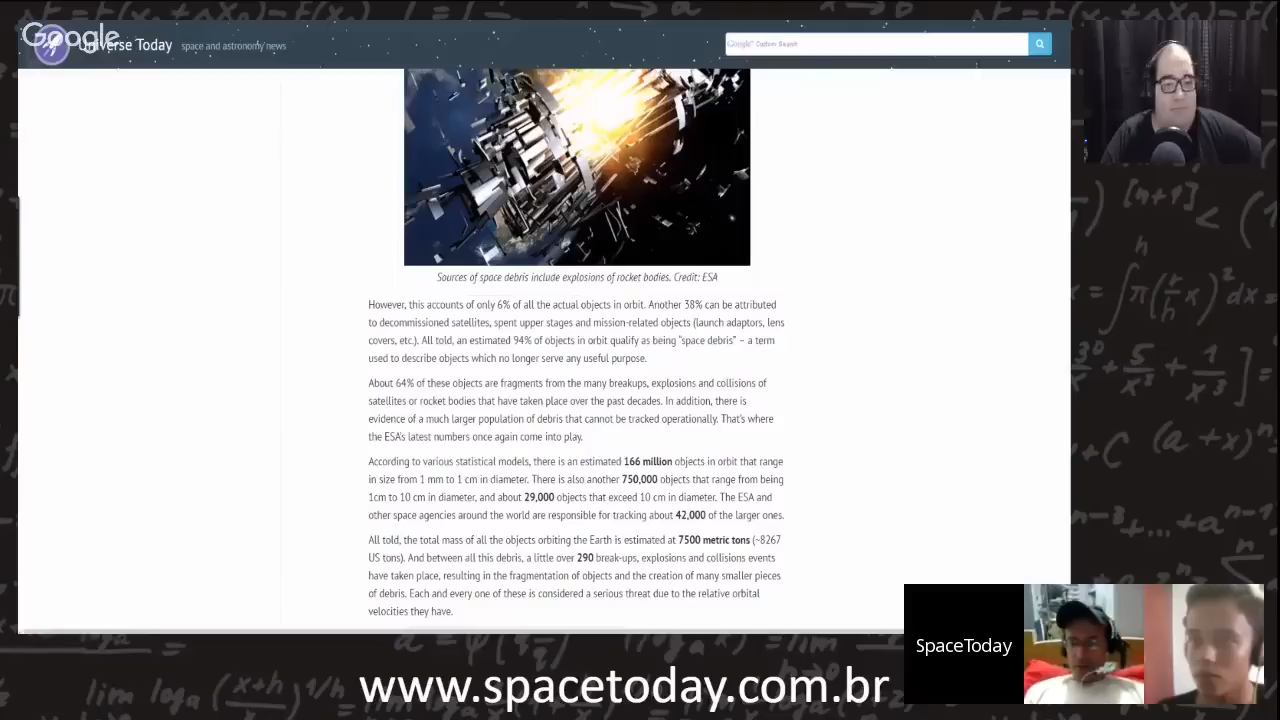 Google
Universe Today space and astronomy news
Google™ Custom Search
Sources of space debris include explosions of rocket bodies. Credit: ESA
However, this accounts of only 6% of all the actual objects in orbit. Another 38% can be attributed
to decommissioned satellites, spent upper stages and mission-related objects (launch adaptors, lens
covers, etc.). All told, an estimated 94% of objects in orbit qualify as being “space debris” – a term
used to describe objects which no longer serve any useful purpose.
About 64% of these objects are fragments from the many breakups, explosions and collisions of
satellites or rocket bodies that have taken place over the past decades. In addition, there is
evidence of a much larger population of debris that cannot be tracked operationally. That’s where
the ESA’s latest numbers once again come into play.
According to various statistical models, there is an estimated 166 million objects in orbit that range
in size from 1 mm to 1 cm in diameter. There is also another 750,000 objects that range from being
1cm to 10 cm in diameter, and about 29,000 objects that exceed 10 cm in diameter. The ESA and
other space agencies around the world are responsible for tracking about 42,000 of the larger ones.
All told, the total mass of all the objects orbiting the Earth is estimated at 7500 metric tons (~8267
US tons). And between all this debris, a little over 290 break-ups, explosions and collisions events
have taken place, resulting in the fragmentation of objects and the creation of many smaller pieces
of debris. Each and every one of these is considered a serious threat due to the relative orbital
velocities they have.
SpaceToday
www.spacetoday.com.br